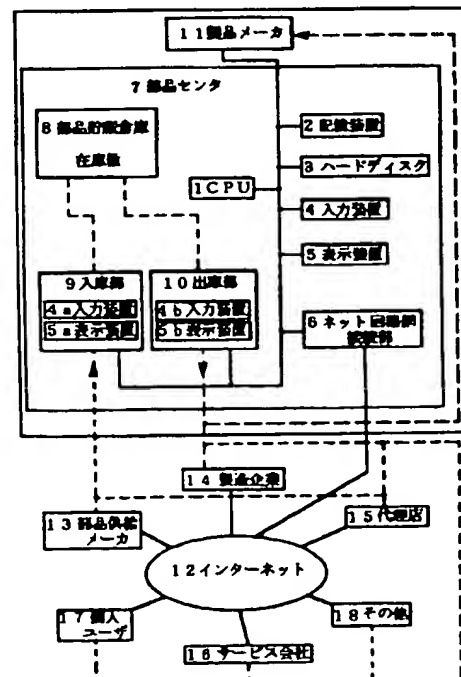 11製品メーカ
7部品センタ
8部品貯蔵倉庫
在庫数
2記憶装置
3ハードディスク
1CPU
4入力装置
5表示装置
9入庫部
4a入力装置
5a表示装置
10出庫部
4b入力装置
5b表示装置
6ネット回路網
接続部
14製造企業
13部品供給
メーカ
15代理店
12インターネット
17個人
ユーザ
18その他
16サービス会社